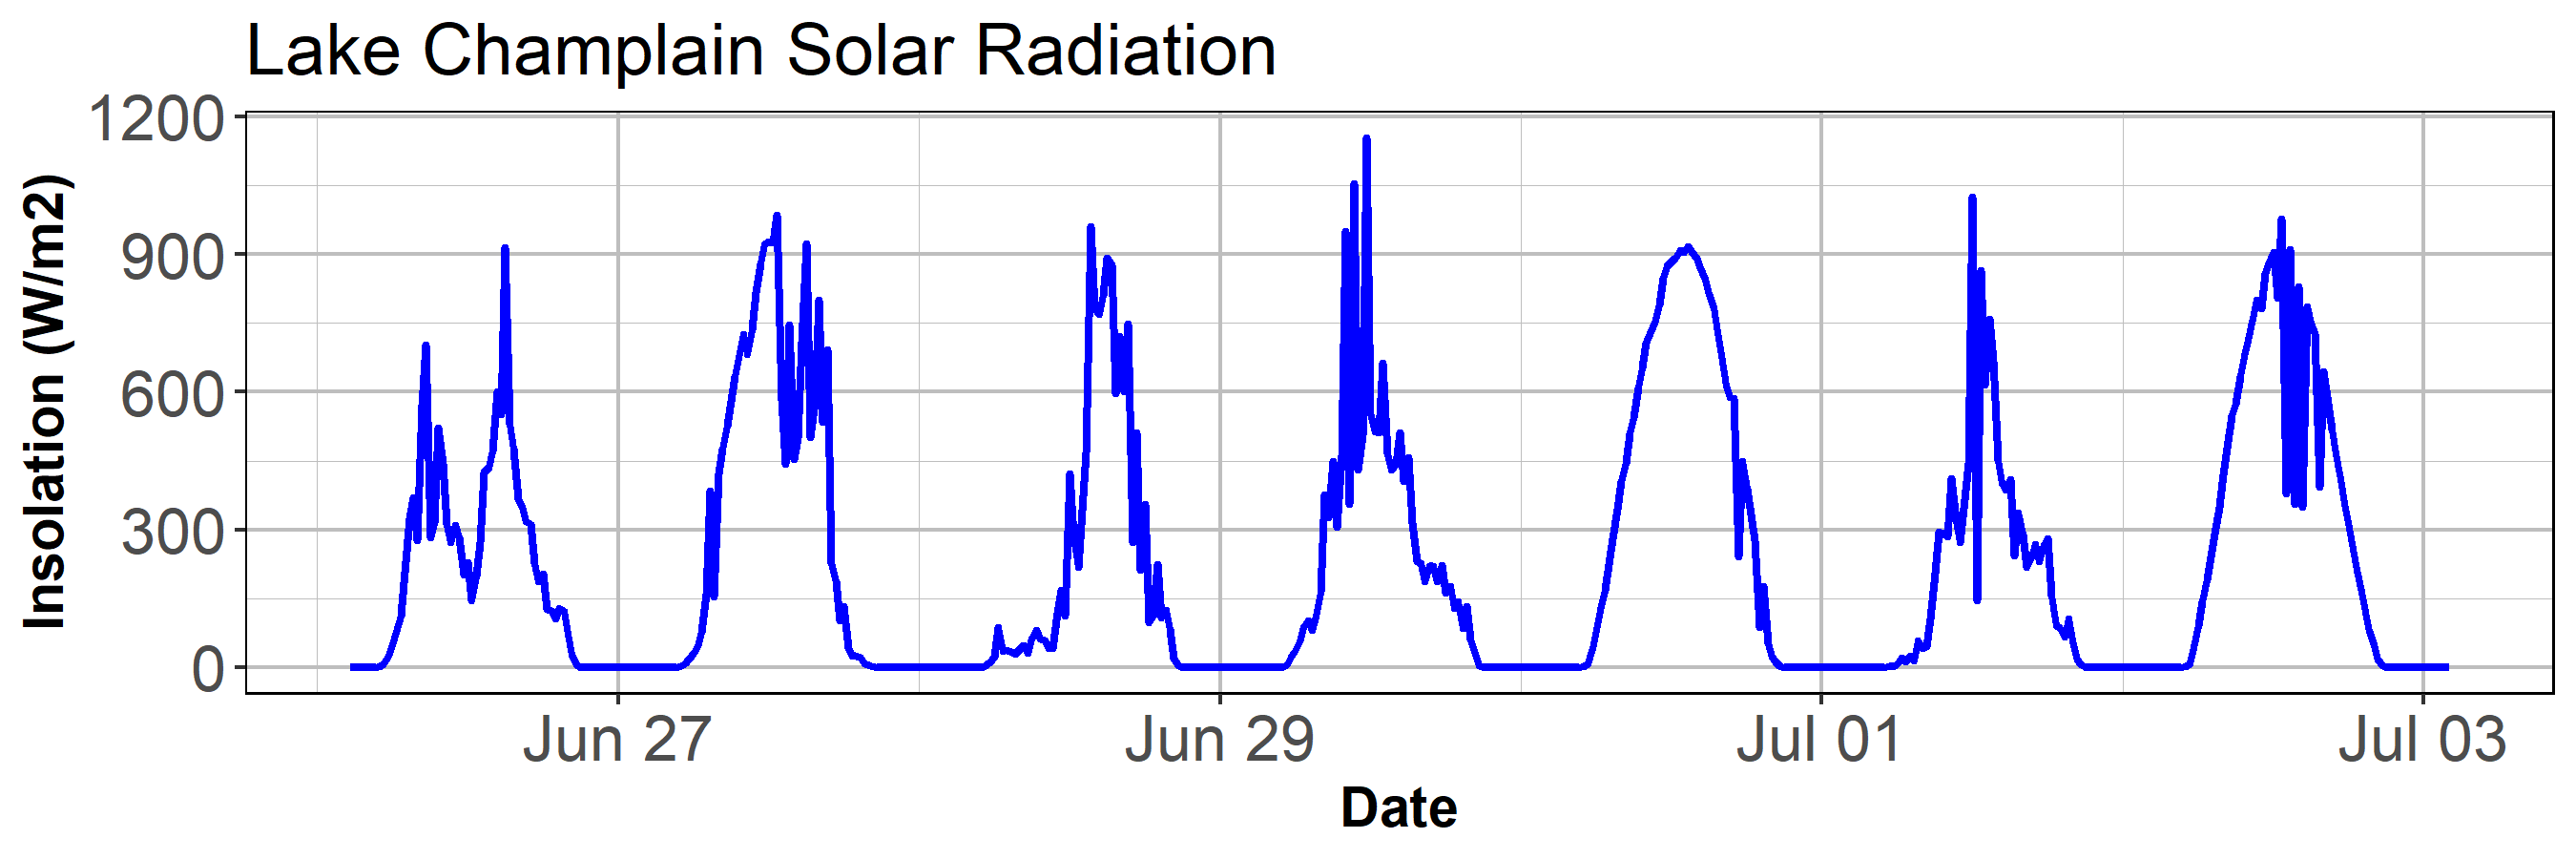 Lake Champlain Solar Radiation
1200
900
600
300
0
Insolation (W/m2)
Jun 27
Jun 29
Jul 01
Jul 03
Date